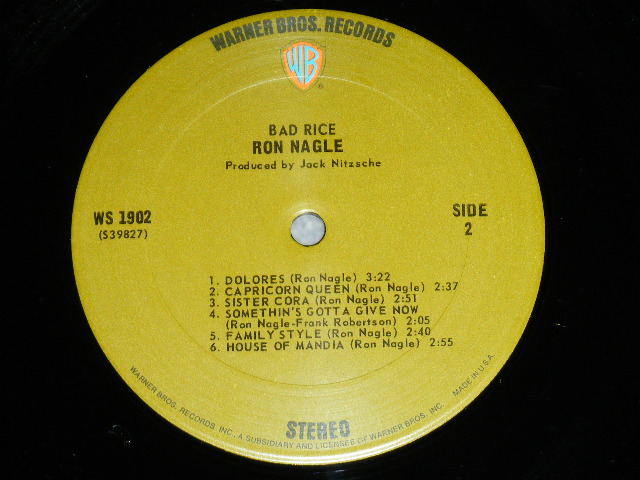 WARNER BROS. RECORDS
WB
®
BAD RICE
RON NAGLE
Produced by Jack Nitzsche
WS 1902
(S39827)
SIDE
2
1. DOLORES (Ron Nagle) 3:22
2. CAPRICORN QUEEN (Ron Nagle) 2:37
3. SISTER CORA (Ron Nagle) 2:51
4. SOMETHIN'S GOTTA GIVE NOW
(Ron Nagle-Frank Robertson) 2:05
5. FAMILY STYLE (Ron Nagle) 2:40
6. HOUSE OF MANDIA (Ron Nagle) 2:55
STEREO
WARNER BROS. RECORDS INC., A SUBSIDIARY AND LICENSEE OF WARNER BROS. INC. MADE IN U.S.A.